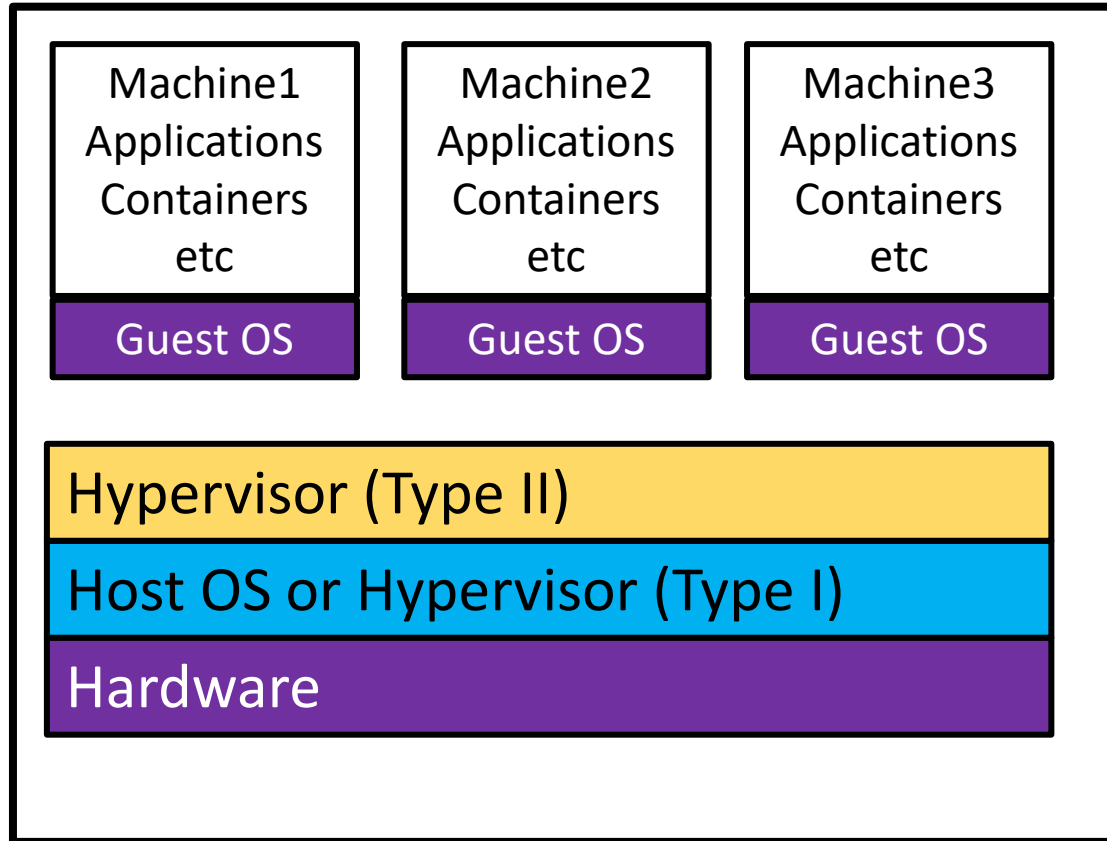 Machine1
Applications
Containers
etc
Guest OS
Machine2
Applications
Containers
etc
Guest OS
Machine3
Applications
Containers
etc
Guest OS
Hypervisor (Type II)
Host OS or Hypervisor (Type I)
Hardware